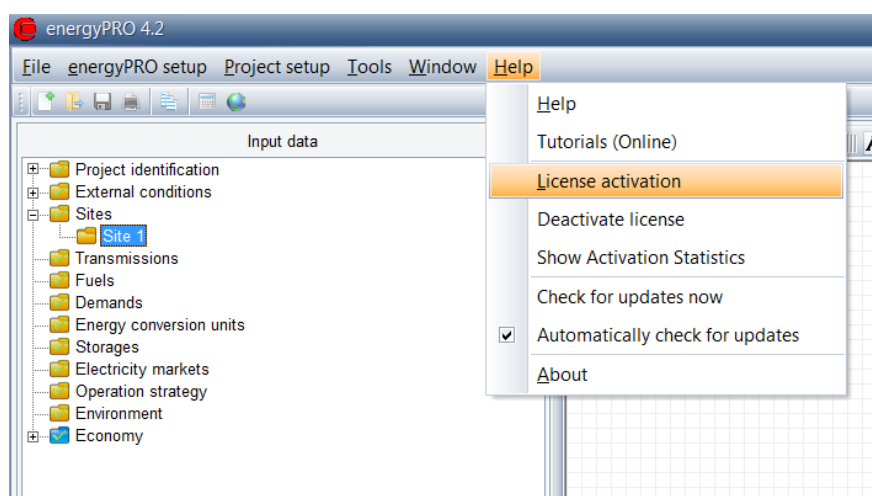 energyPRO 4.2
File energyPRO setup Project setup Tools Window Help
Input data
Project identification
External conditions
Sites
Site 1
Transmissions
Fuels
Demands
Energy conversion units
Storages
Electricity markets
Operation strategy
Environment
Economy
Help
Tutorials (Online)
License activation
Deactivate license
Show Activation Statistics
Check for updates now
Automatically check for updates
About